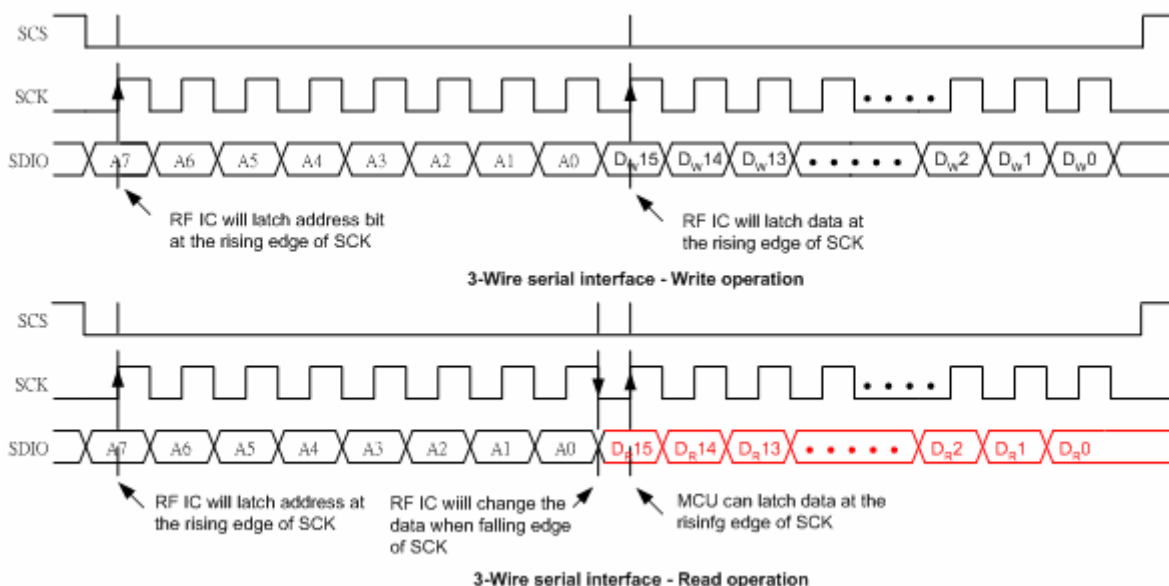 SCS
SCK
SDIO A7 A6 A5 A4 A3 A2 A1 A0 DW15 DW14 DW13 • • • • • DW2 DW1 DW0
RF IC will latch address bit
at the rising edge of SCK
RF IC will latch data at
the rising edge of SCK
3-Wire serial interface - Write operation
SCS
SCK
SDIO A7 A6 A5 A4 A3 A2 A1 A0 DR15 DR14 DR13 • • • • • DR2 DR1 DR0
RF IC will latch address at
the rising edge of SCK
RF IC wiill change the
data when falling edge
of SCK
MCU can latch data at the
risinfg edge of SCK
3-Wire serial interface - Read operation